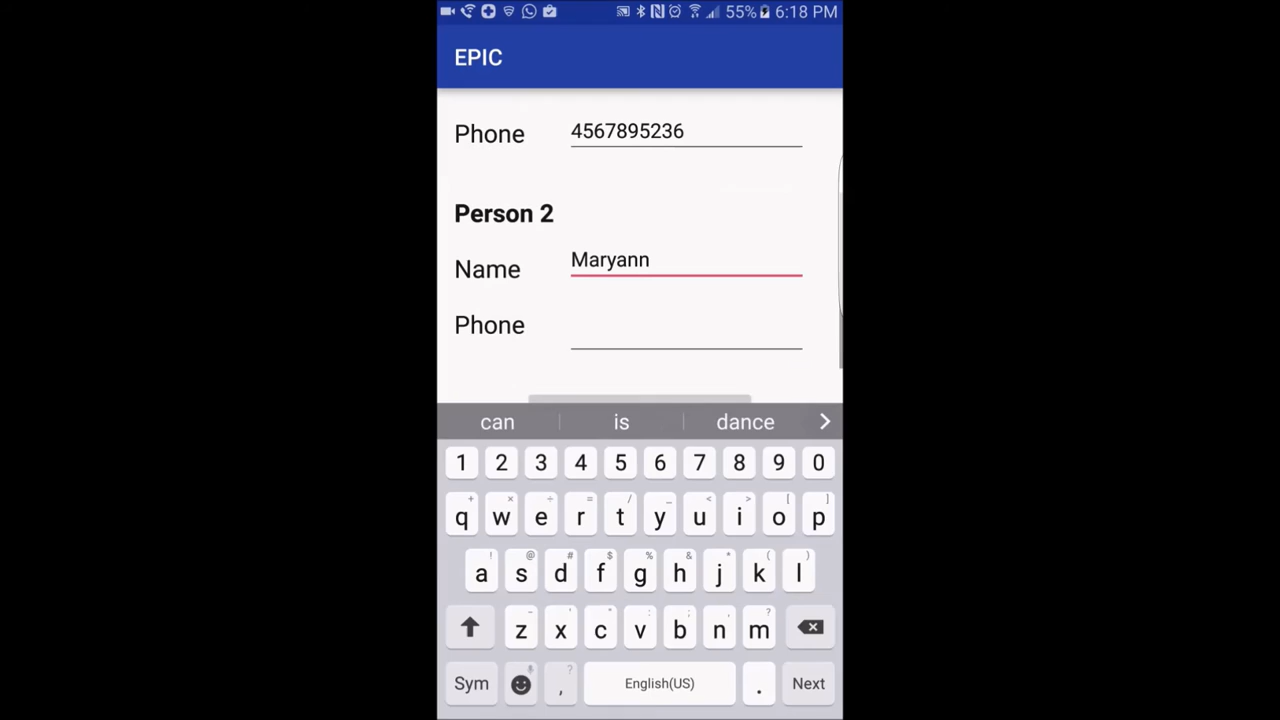 55% 6:18 PM
EPIC
Phone 4567895236
Person 2
Name Maryann
Phone
can is dance
1 2 3 4 5 6 7 8 9 0
q w e r t y u i o p
a s d f g h j k l
z x c v b n m
Sym , English(US) . Next